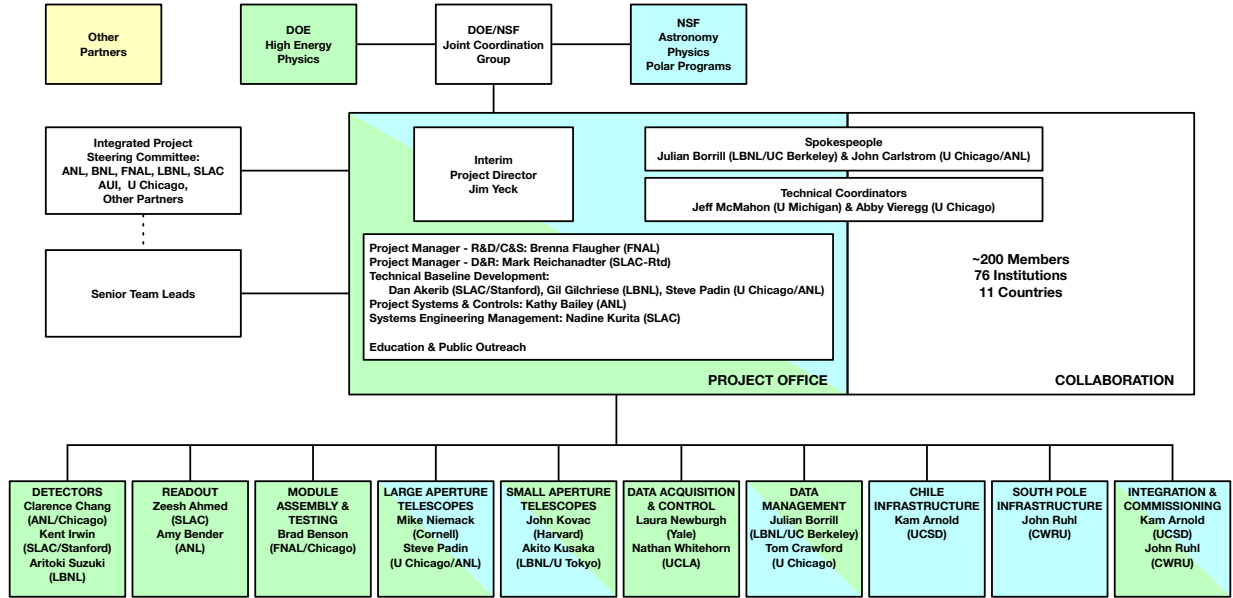 Other
Partners
DOE
High Energy
Physics
DOE/NSF
Joint Coordination
Group
NSF
Astronomy
Physics
Polar Programs
Integrated Project
Steering Committee:
ANL, BNL, FNAL, LBNL, SLAC
AUI, U Chicago,
Other Partners
Senior Team Leads
Interim
Project Director
Jim Yeck
Spokespeople
Julian Borrill (LBNL/UC Berkeley) & John Carlstrom (U Chicago/ANL)
Technical Coordinators
Jeff McMahon (U Michigan) & Abby Vieregg (U Chicago)
Project Manager - R&D/C&S: Brenna Flaugher (FNAL)
Project Manager - D&R: Mark Reichanadter (SLAC-Rtd)
Technical Baseline Development:
Dan Akerib (SLAC/Stanford), Gil Gilchriese (LBNL), Steve Padin (U Chicago/ANL)
Project Systems & Controls: Kathy Bailey (ANL)
Systems Engineering Management: Nadine Kurita (SLAC)
Education & Public Outreach
PROJECT OFFICE
~200 Members
76 Institutions
11 Countries
COLLABORATION
DETECTORS
Clarence Chang
(ANL/Chicago)
Kent Irwin
(SLAC/Stanford)
Aritoki Suzuki
(LBNL)
READOUT
Zeesh Ahmed
(SLAC)
Amy Bender
(ANL)
MODULE
ASSEMBLY &
TESTING
Brad Benson
(FNAL/Chicago)
LARGE APERTURE
TELESCOPES
Mike Niemack
(Cornell)
Steve Padin
(U Chicago/ANL)
SMALL APERTURE
TELESCOPES
John Kovac
(Harvard)
Akito Kusaka
(LBNL/U Tokyo)
DATA ACQUISITION
& CONTROL
Laura Newburgh
(Yale)
Nathan Whitehorn
(UCLA)
DATA
MANAGEMENT
Julian Borrill
(LBNL/UC Berkeley)
Tom Crawford
(U Chicago)
CHILE
INFRASTRUCTURE
Kam Arnold
(UCSD)
SOUTH POLE
INFRASTRUCTURE
John Ruhl
(CWRU)
INTEGRATION &
COMMISSIONING
Kam Arnold
(UCSD)
John Ruhl
(CWRU)